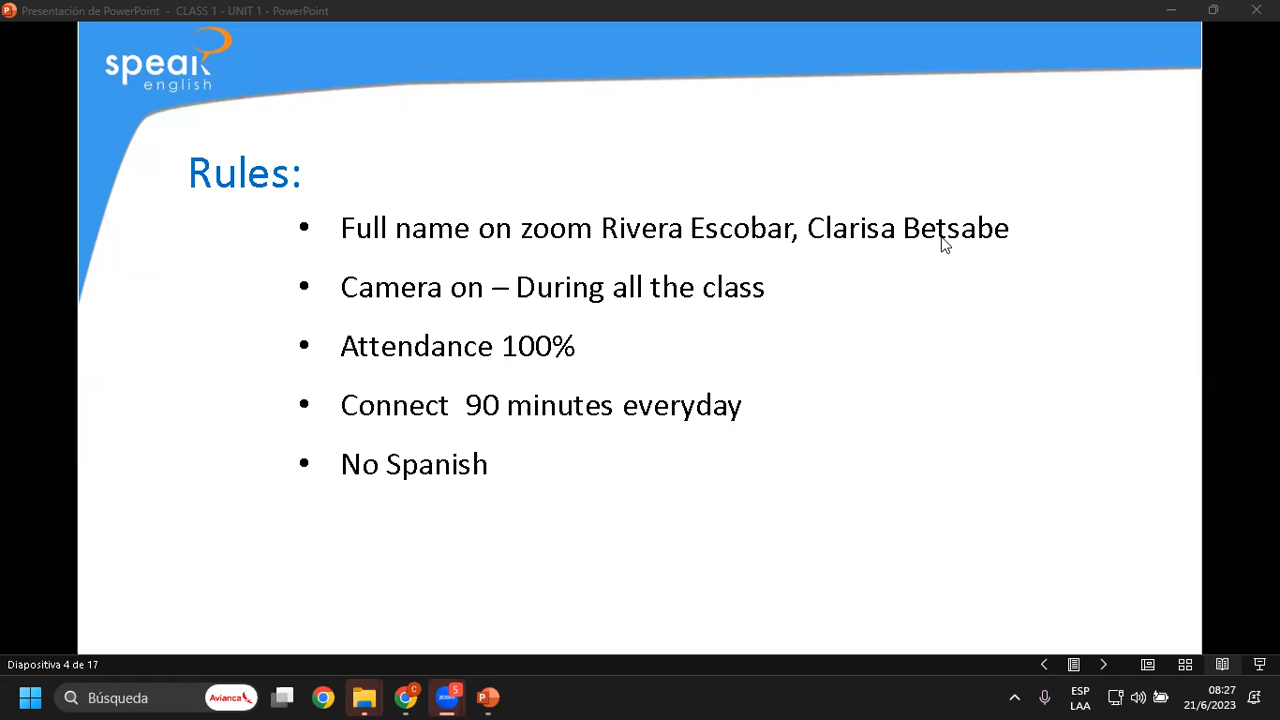 Presentación de PowerPoint - CLASS 1 - UNIT 1 - PowerPoint
speak
english
Rules:
• Full name on zoom Rivera Escobar, Clarisa Betsabe
• Camera on – During all the class
• Attendance 100%
• Connect 90 minutes everyday
• No Spanish
Diapositiva 4 de 17
Búsqueda
Avianca
C
zoom
5
ESP
LAA
08:27
21/6/2023